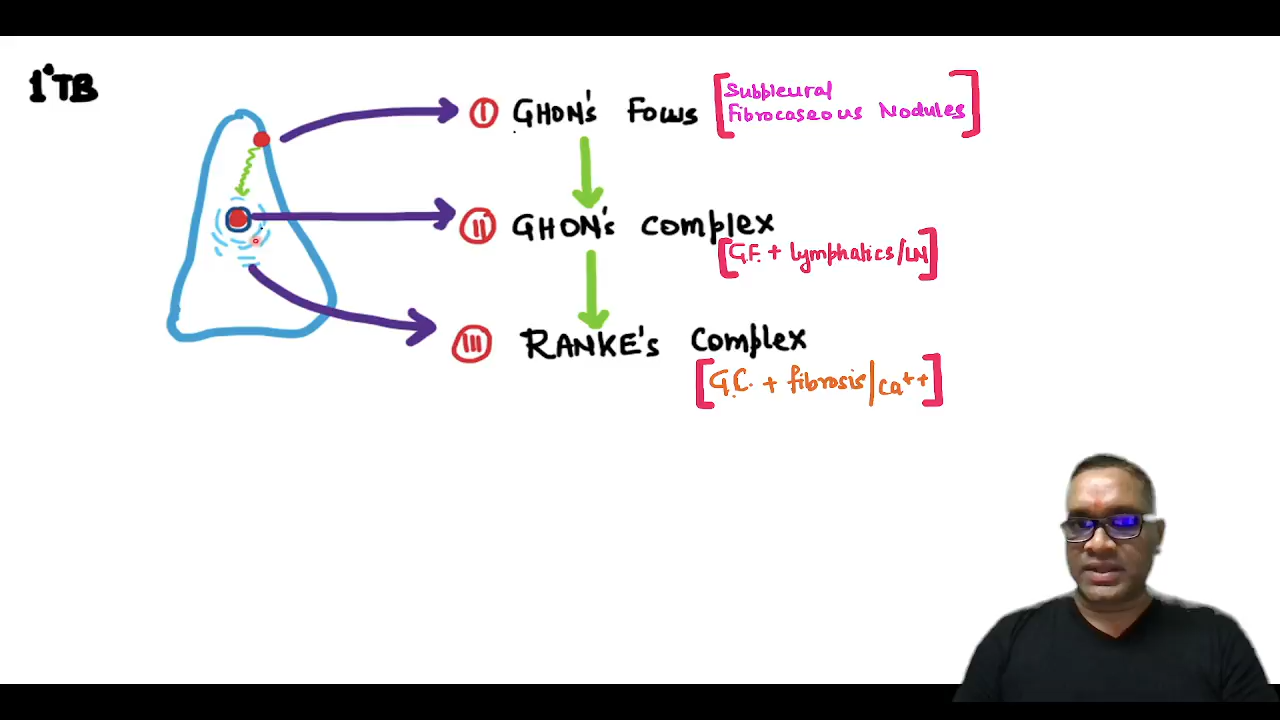 1° TB
I GHON's Focus [Subpleural
Fibrocaseous Nodules]
II GHON's Complex
[G.F. + lymphatics/LN]
III RANKE's Complex
[G.C. + fibrosis/Ca++]